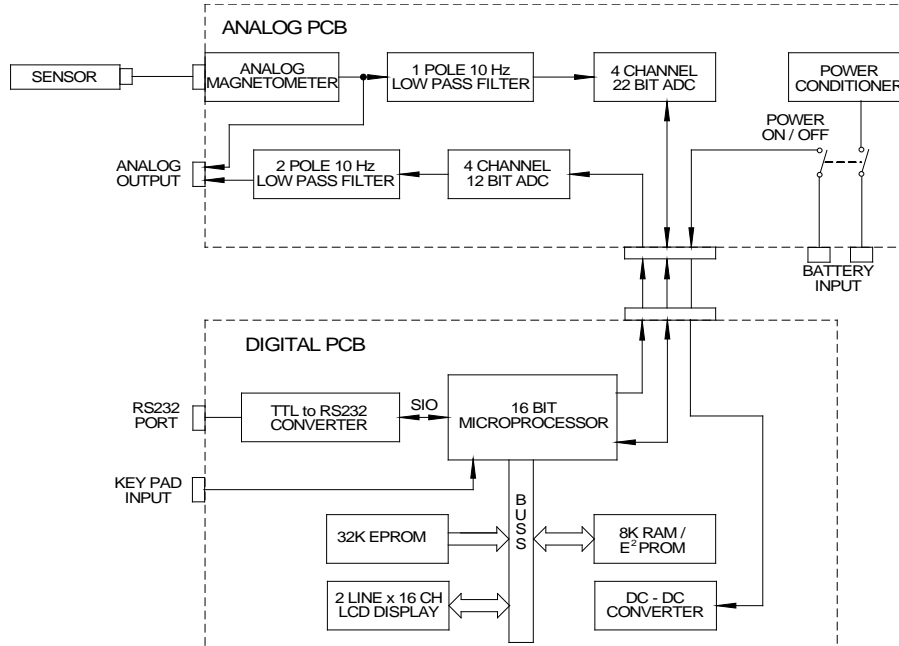 ANALOG PCB
SENSOR
ANALOG
MAGNETOMETER
1 POLE 10 Hz
LOW PASS FILTER
4 CHANNEL
22 BIT ADC
POWER
CONDITIONER
POWER
ON / OFF
ANALOG
OUTPUT
2 POLE 10 Hz
LOW PASS FILTER
4 CHANNEL
12 BIT ADC
BATTERY
INPUT
DIGITAL PCB
RS232
PORT
TTL to RS232
CONVERTER
SIO
16 BIT
MICROPROCESSOR
KEY PAD
INPUT
BUSS
32K EPROM
8K RAM /
E² PROM
2 LINE x 16 CH
LCD DISPLAY
DC - DC
CONVERTER